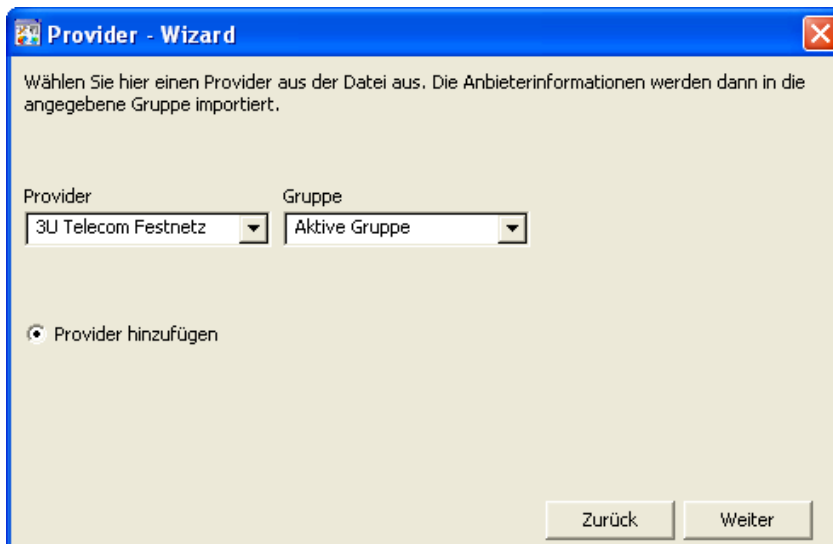 Provider - Wizard
Wählen Sie hier einen Provider aus der Datei aus. Die Anbieterinformationen werden dann in die
angegebene Gruppe importiert.
Provider Gruppe
3U Telecom Festnetz Aktive Gruppe
Provider hinzufügen
Zurück Weiter